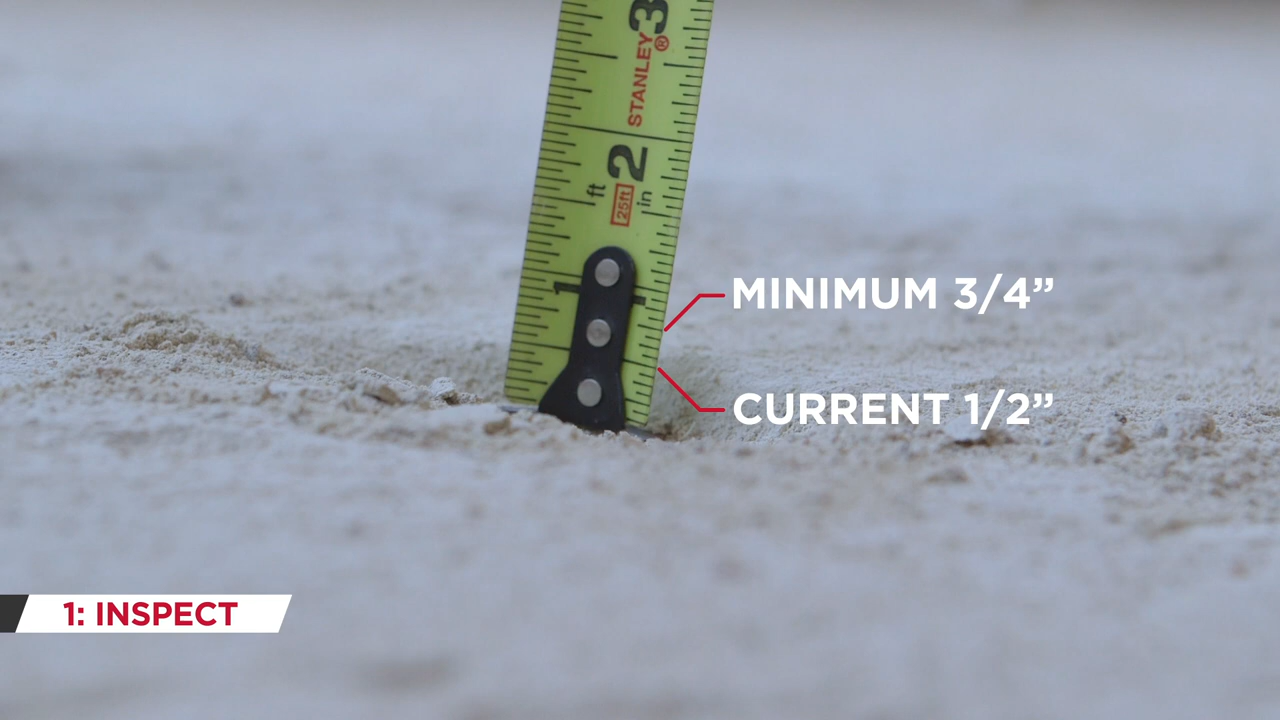 3
STANLEY®
2
ft
25ft
in
1
MINIMUM 3/4”
CURRENT 1/2”
1: INSPECT